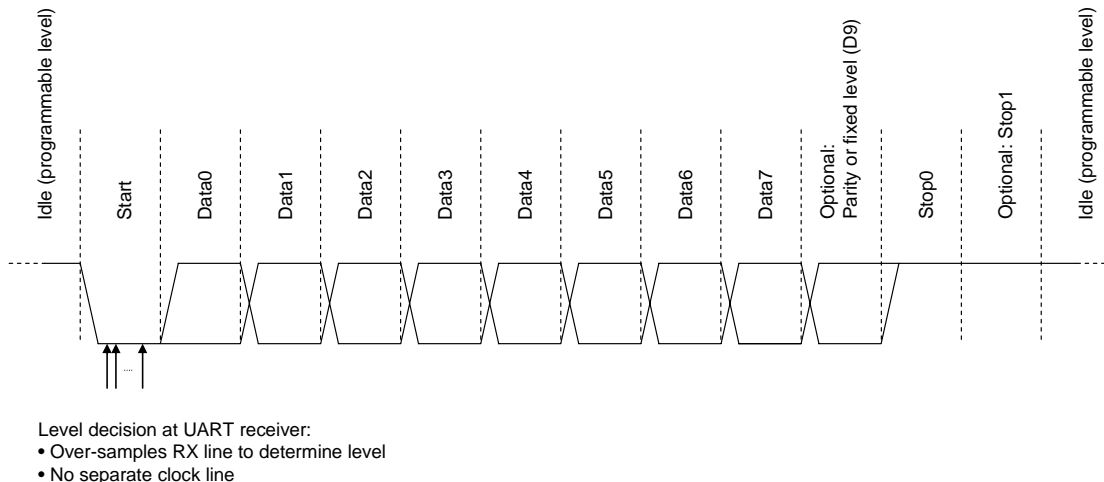 Idle (programmable level)
Start
Data0
Data1
Data2
Data3
Data4
Data5
Data6
Data7
Optional:
Parity or fixed level (D9)
Stop0
Optional: Stop1
Idle (programmable level)
....
Level decision at UART receiver:
• Over-samples RX line to determine level
• No separate clock line